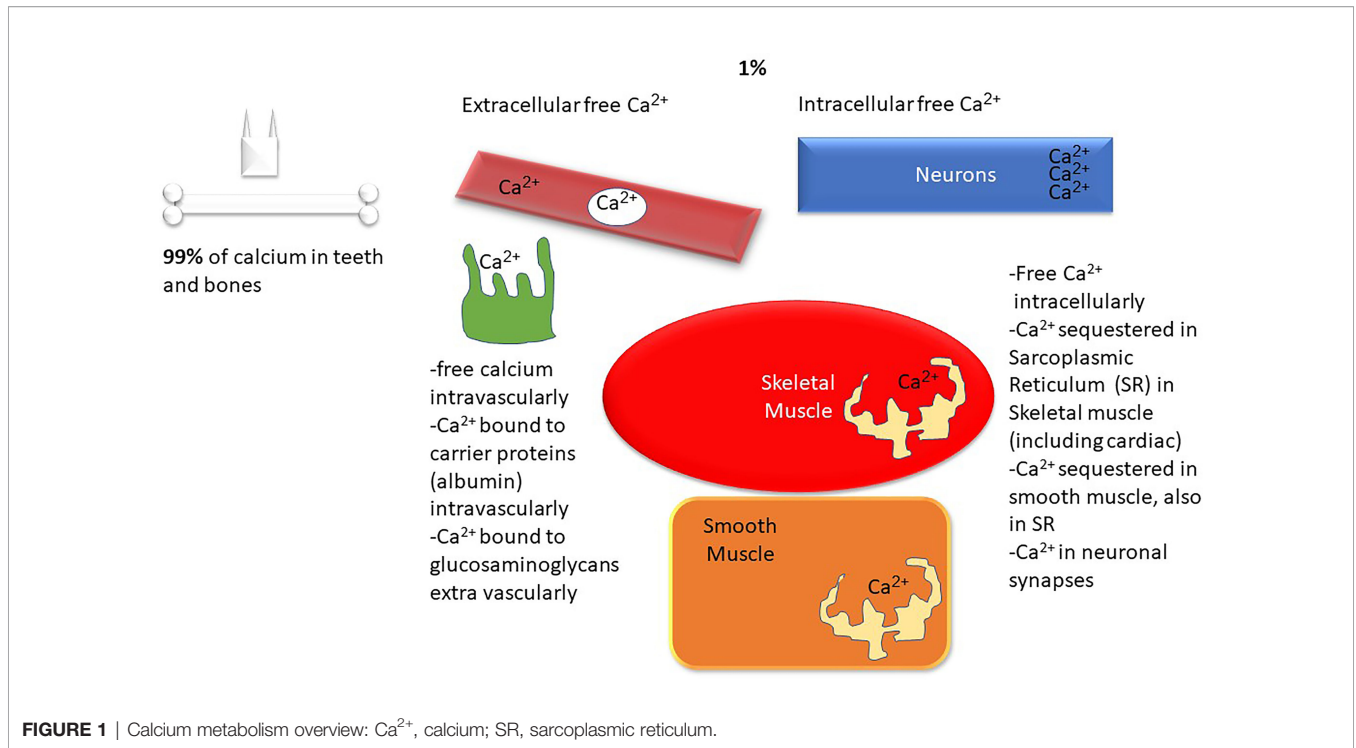 1%
Extracellular free Ca²⁺
Intracellular free Ca²⁺
Ca²⁺
Ca²⁺
Neurons
Ca²⁺
Ca²⁺
Ca²⁺
99% of calcium in teeth
and bones
Ca²⁺
-free calcium
intravascularly
-Ca²⁺ bound to
carrier proteins
(albumin)
intravascularly
-Ca²⁺ bound to
glucosaminoglycans
extra vascularly
Skeletal
Muscle
Ca²⁺
Smooth
Muscle
Ca²⁺
-Free Ca²⁺
intracellularly
-Ca²⁺ sequestered in
Sarcoplasmic
Reticulum (SR) in
Skeletal muscle
(including cardiac)
-Ca²⁺ sequestered in
smooth muscle, also
in SR
-Ca²⁺ in neuronal
synapses
FIGURE 1 | Calcium metabolism overview: Ca²⁺, calcium; SR, sarcoplasmic reticulum.